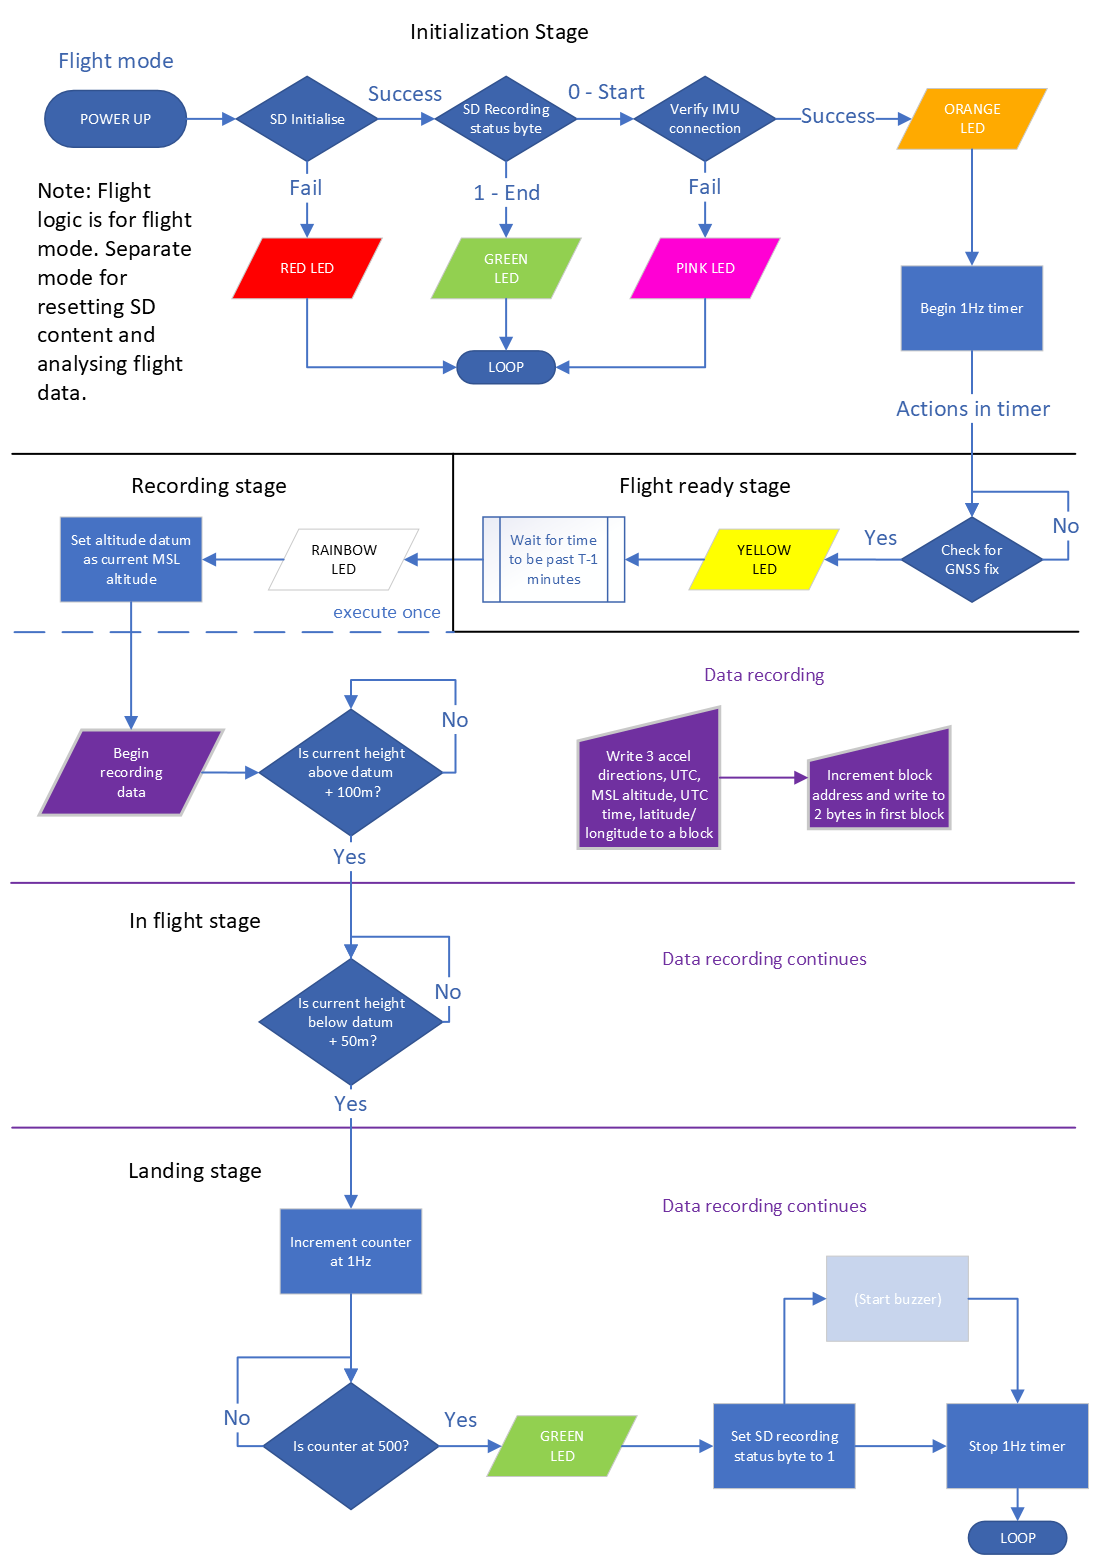 Initialization Stage
Flight mode
POWER UP
SD Initialise
Success
SD Recording
status byte
0 - Start
Verify IMU
connection
Success
ORANGE
LED
Fail
1 - End
Fail
RED LED
GREEN
LED
PINK LED
LOOP
Note: Flight
logic is for flight
mode. Separate
mode for
resetting SD
content and
analysing flight
data.
Begin 1Hz timer
Actions in timer
Recording stage
Flight ready stage
Set altitude datum
as current MSL
altitude
RAINBOW
LED
Wait for time
to be past T-1
minutes
YELLOW
LED
Yes
Check for
GNSS fix
No
execute once
Data recording
Begin
recording
data
Is current height
above datum
+ 100m?
No
Yes
Write 3 accel
directions, UTC,
MSL altitude, UTC
time, latitude/
longitude to a block
Increment block
address and write to
2 bytes in first block
In flight stage
Data recording continues
Is current height
below datum
+ 50m?
No
Yes
Landing stage
Data recording continues
Increment counter
at 1Hz
(Start buzzer)
No
Is counter at 500?
Yes
GREEN
LED
Set SD recording
status byte to 1
Stop 1Hz timer
LOOP